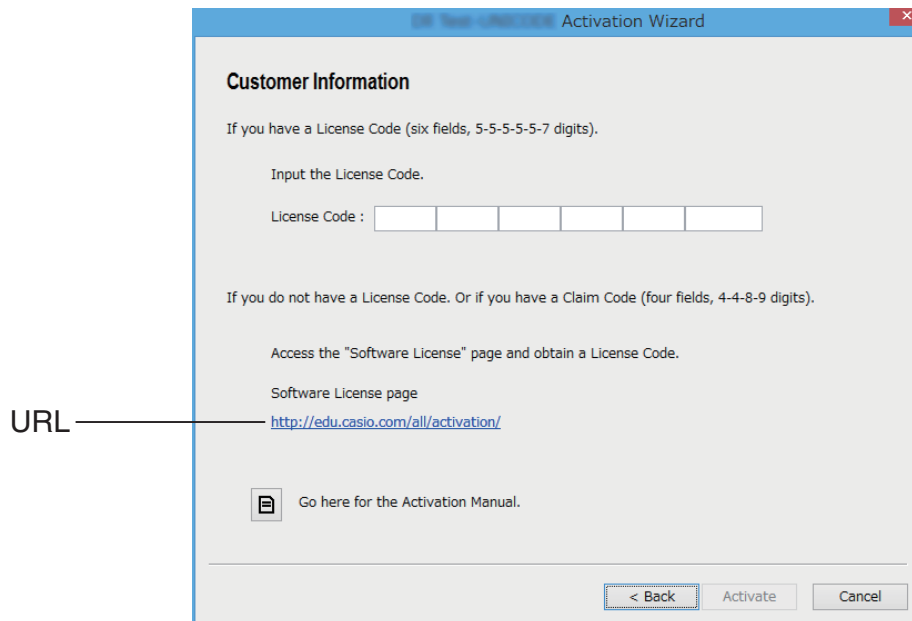 Activation Wizard
Customer Information
If you have a License Code (six fields, 5-5-5-5-5-7 digits).
Input the License Code.
License Code :
If you do not have a License Code. Or if you have a Claim Code (four fields, 4-4-8-9 digits).
Access the "Software License" page and obtain a License Code.
Software License page
URL
http://edu.casio.com/all/activation/
Go here for the Activation Manual.
< Back
Activate
Cancel